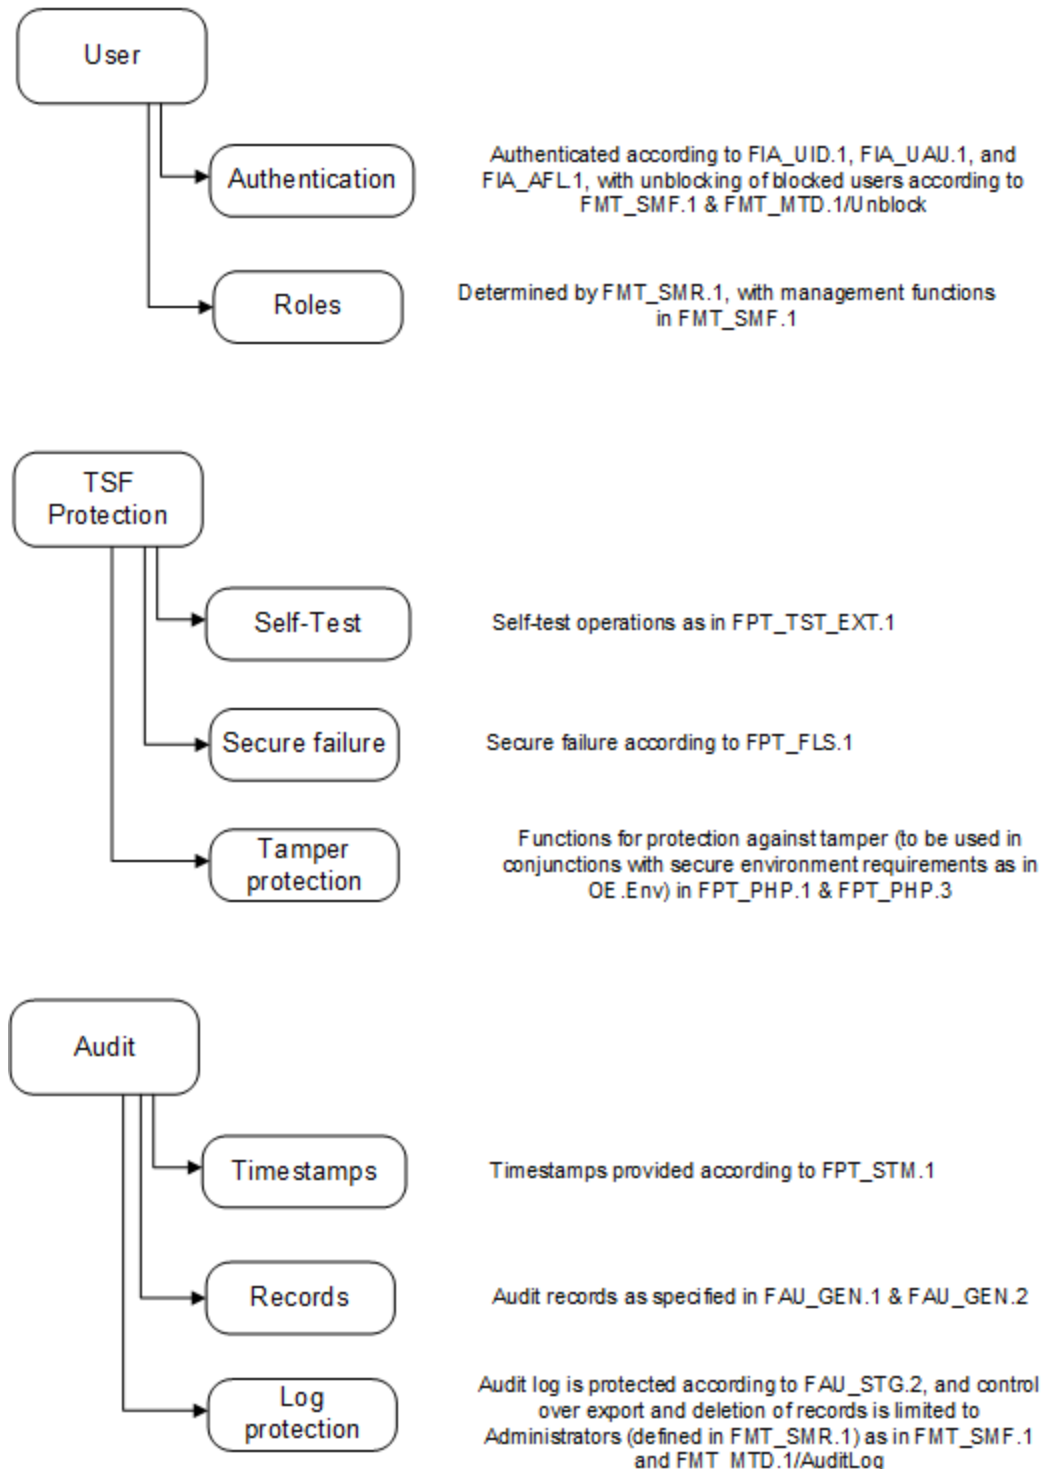 User
Authentication
Authenticated according to FIA_UID.1, FIA_UAU.1, and
FIA_AFL.1, with unblocking of blocked users according to
FMT_SMF.1 & FMT_MTD.1/Unblock
Roles
Determined by FMT_SMR.1, with management functions
in FMT_SMF.1
TSF
Protection
Self-Test
Self-test operations as in FPT_TST_EXT.1
Secure failure
Secure failure according to FPT_FLS.1
Tamper
protection
Functions for protection against tamper (to be used in
conjunctions with secure environment requirements as in
OE.Env) in FPT_PHP.1 & FPT_PHP.3
Audit
Timestamps
Timestamps provided according to FPT_STM.1
Records
Audit records as specified in FAU_GEN.1 & FAU_GEN.2
Log
protection
Audit log is protected according to FAU_STG.2, and control
over export and deletion of records is limited to
Administrators (defined in FMT_SMR.1) as in FMT_SMF.1
and FMT_MTD.1/AuditLog